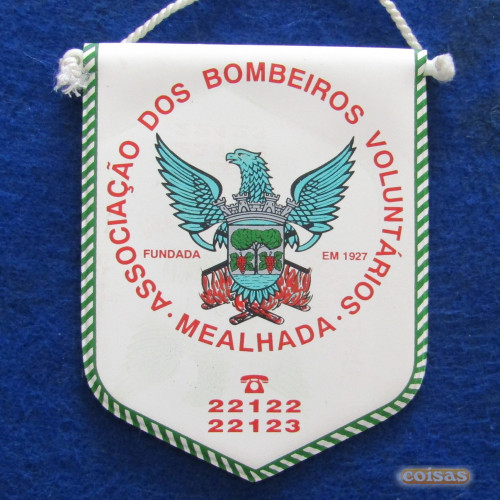 ASSOCIAÇÃO DOS BOMBEIROS VOLUNTÁRIOS
· MEALHADA ·
FUNDADA EM 1927
22122
22123
coisas